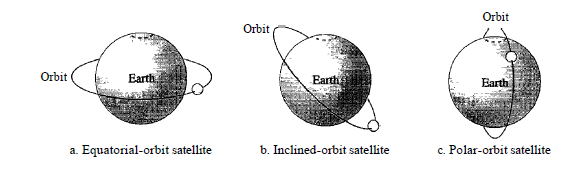 Orbit
Earth
a. Equatorial-orbit satellite
Orbit
Earth
b. Inclined-orbit satellite
Orbit
Earth
c. Polar-orbit satellite